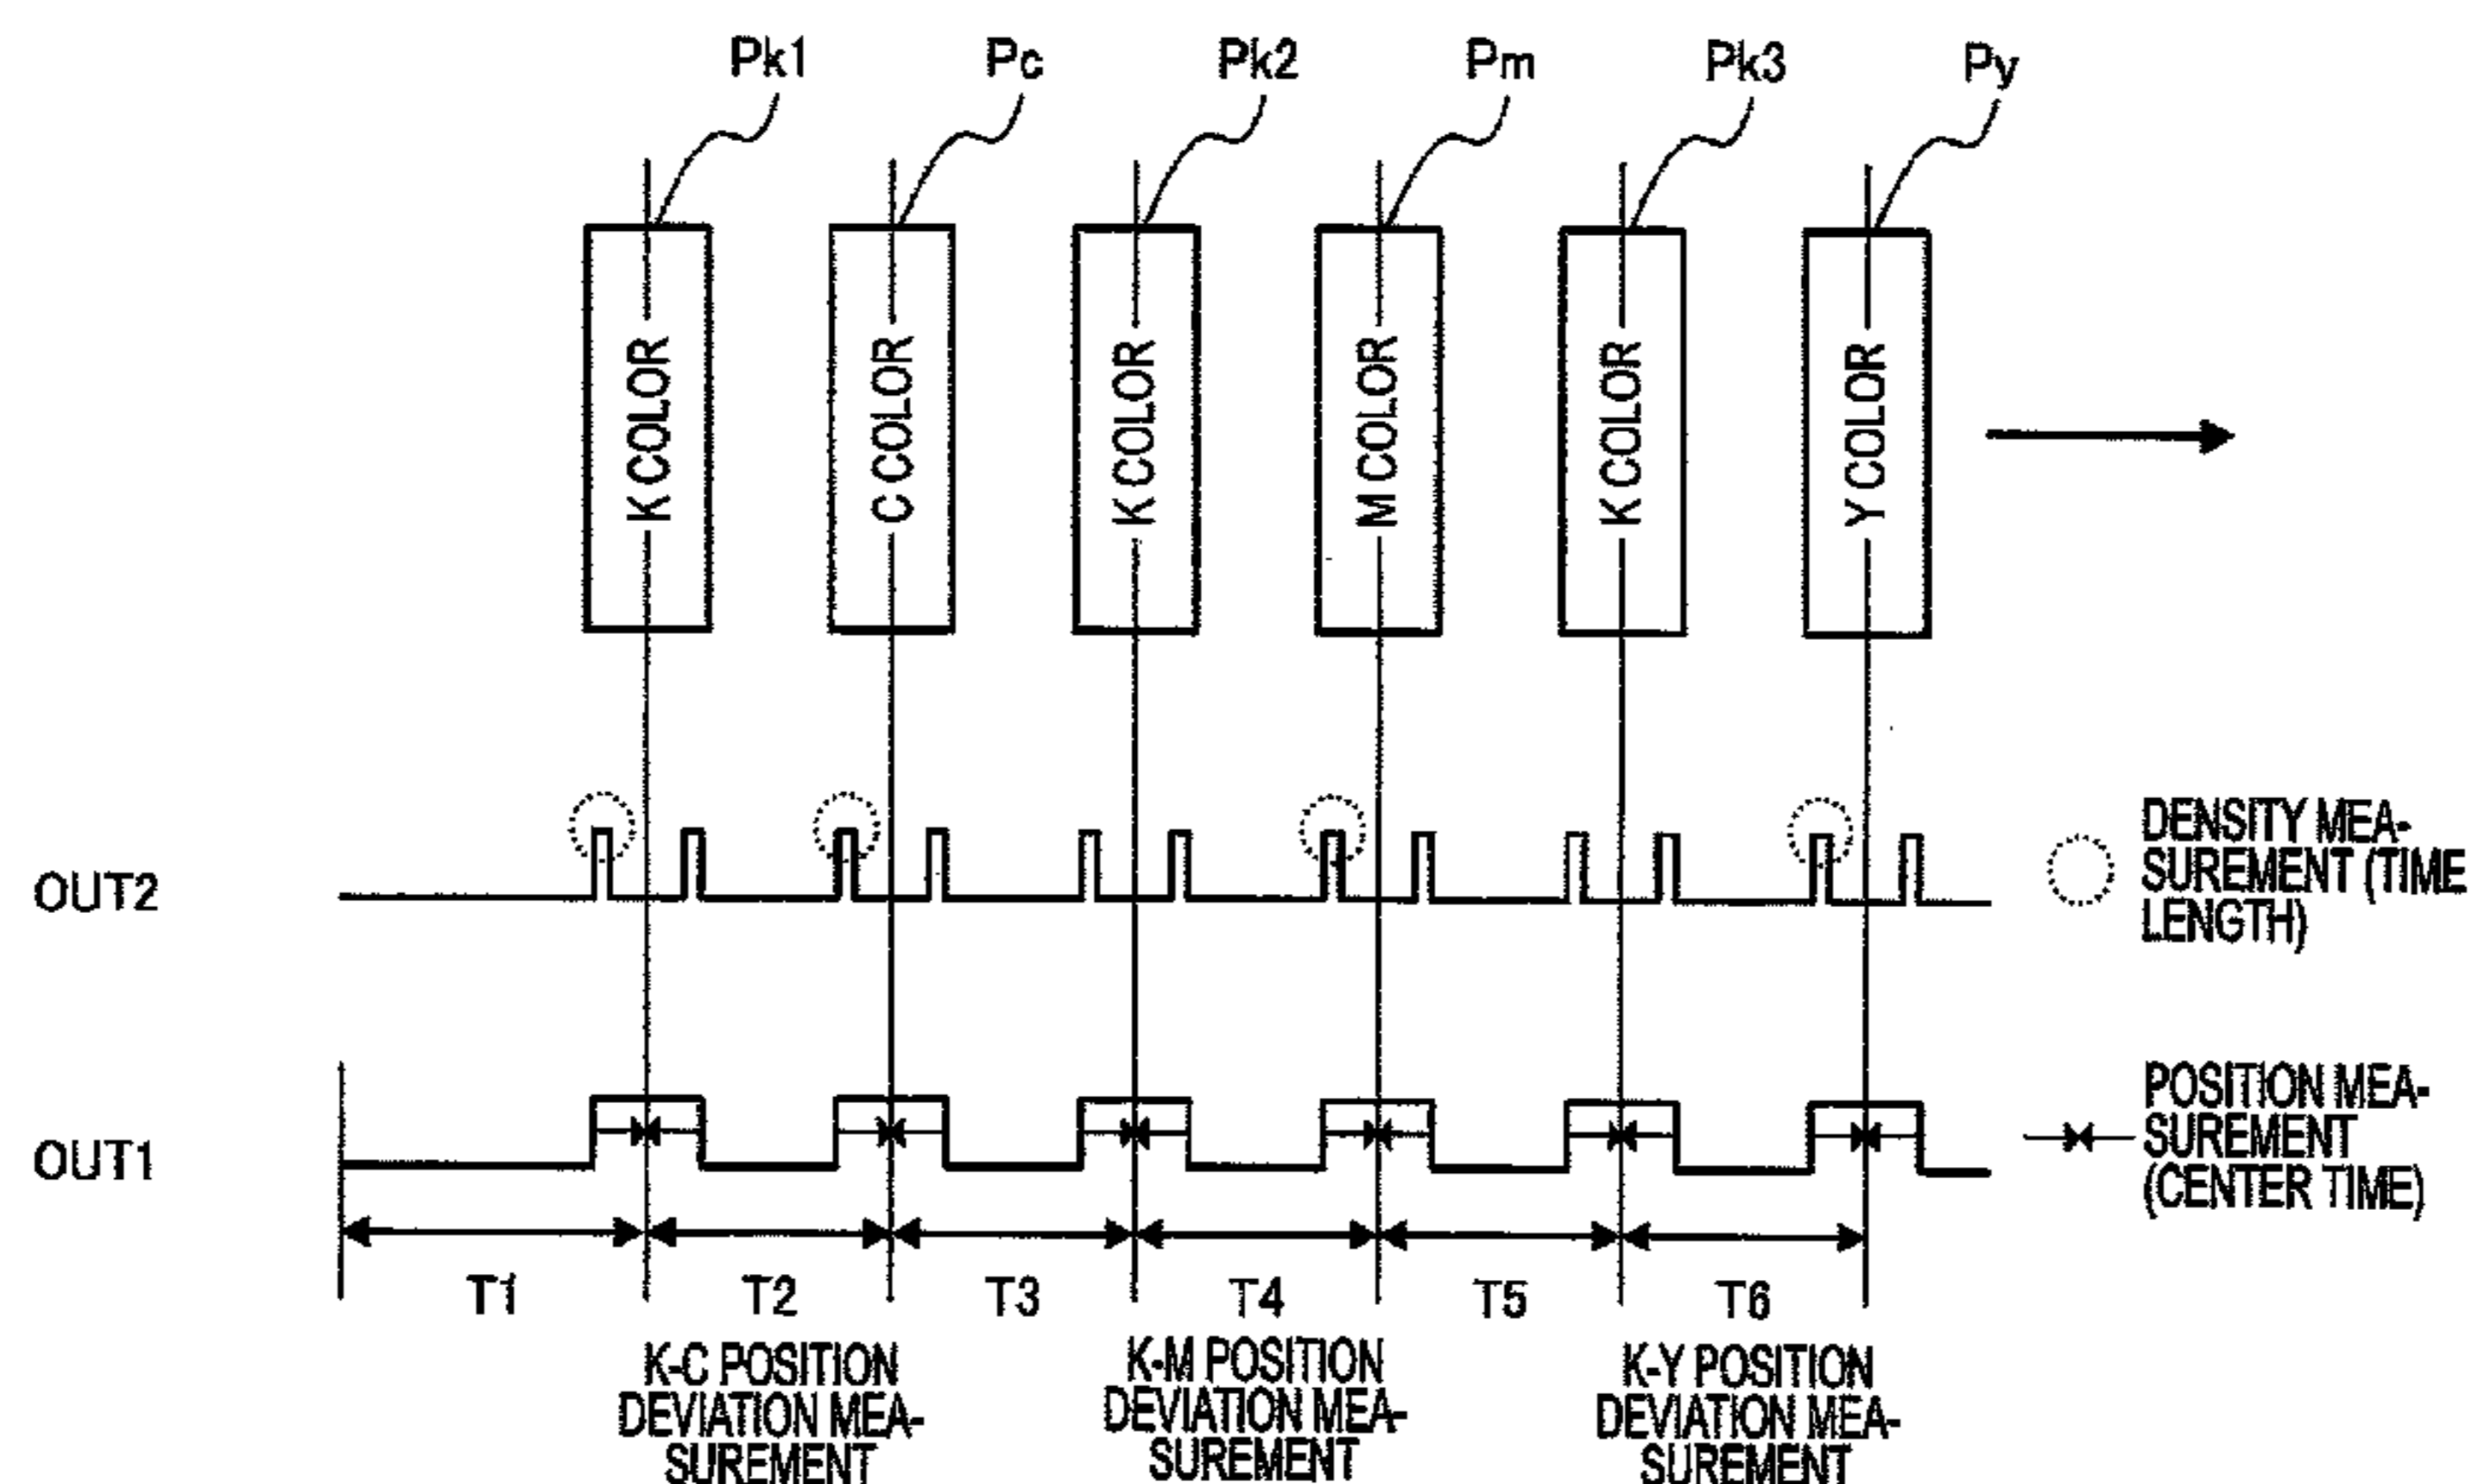 Pk1 Pc Pk2 Pm Pk3 Py
K COLOR
C COLOR
K COLOR
M COLOR
K COLOR
Y COLOR
OUT2
DENSITY MEA-
SUREMENT (TIME
LENGTH)
OUT1
POSITION MEA-
SUREMENT
(CENTER TIME)
T1 T2 T3 T4 T5 T6
K-C POSITION
DEVIATION MEA-
SUREMENT
K-M POSITION
DEVIATION MEA-
SUREMENT
K-Y POSITION
DEVIATION MEA-
SUREMENT